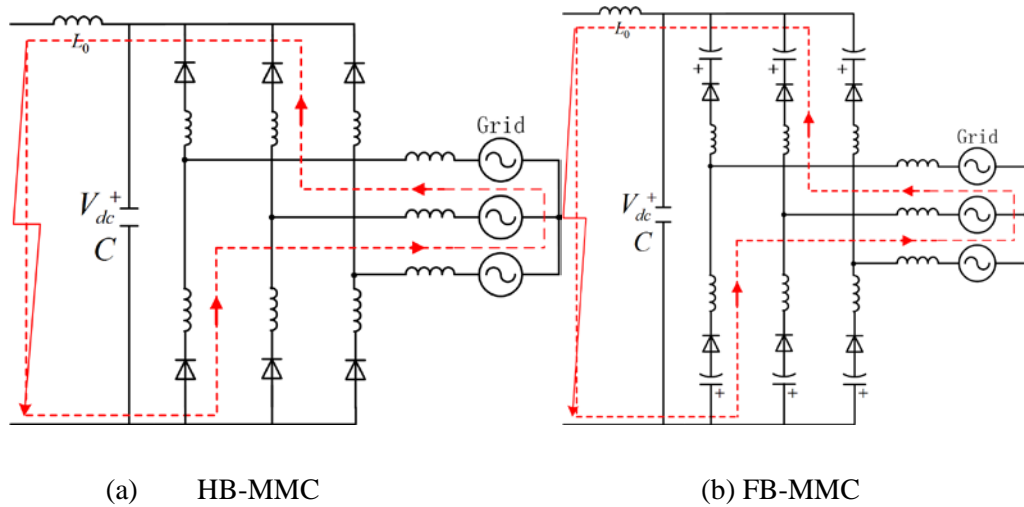 L0
L0
Grid
Grid
Vdc +
C
Vdc +
C
+ + +
+ + +
(a) HB-MMC
(b) FB-MMC